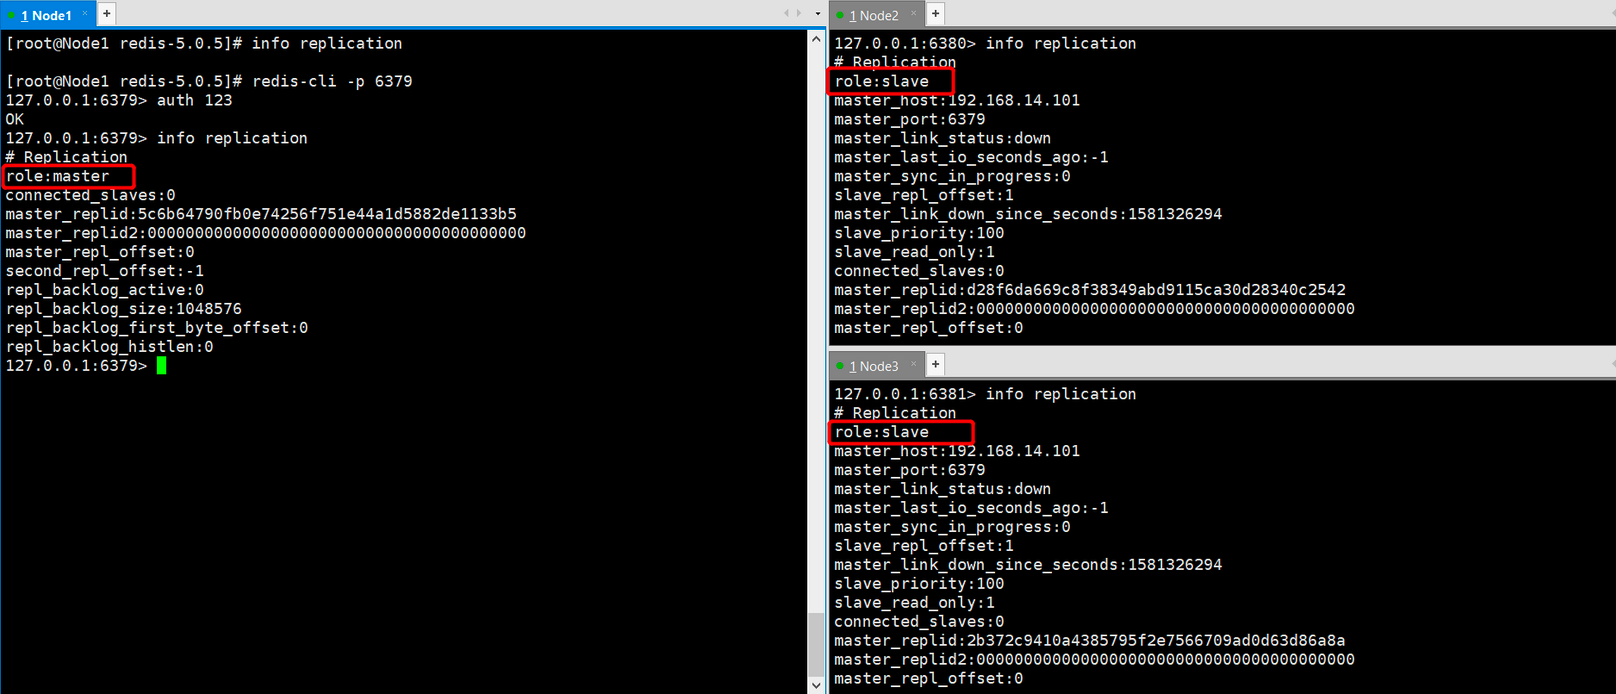 1 Node1
[root@Node1 redis-5.0.5]# info replication
[root@Node1 redis-5.0.5]# redis-cli -p 6379
127.0.0.1:6379> auth 123
OK
127.0.0.1:6379> info replication
# Replication
role:master
connected_slaves:0
master_replid:5c6b64790fb0e74256f751e44a1d5882de1133b5
master_replid2:0000000000000000000000000000000000000000
master_repl_offset:0
second_repl_offset:-1
repl_backlog_active:0
repl_backlog_size:1048576
repl_backlog_first_byte_offset:0
repl_backlog_histlen:0
127.0.0.1:6379>
1 Node2
127.0.0.1:6380> info replication
# Replication
role:slave
master_host:192.168.14.101
master_port:6379
master_link_status:down
master_last_io_seconds_ago:-1
master_sync_in_progress:0
slave_repl_offset:1
master_link_down_since_seconds:1581326294
slave_priority:100
slave_read_only:1
connected_slaves:0
master_replid:d28f6da669c8f38349abd9115ca30d28340c2542
master_replid2:0000000000000000000000000000000000000000
master_repl_offset:0
1 Node3
127.0.0.1:6381> info replication
# Replication
role:slave
master_host:192.168.14.101
master_port:6379
master_link_status:down
master_last_io_seconds_ago:-1
master_sync_in_progress:0
slave_repl_offset:1
master_link_down_since_seconds:1581326294
slave_priority:100
slave_read_only:1
connected_slaves:0
master_replid:2b372c9410a4385795f2e7566709ad0d63d86a8a
master_replid2:0000000000000000000000000000000000000000
master_repl_offset:0